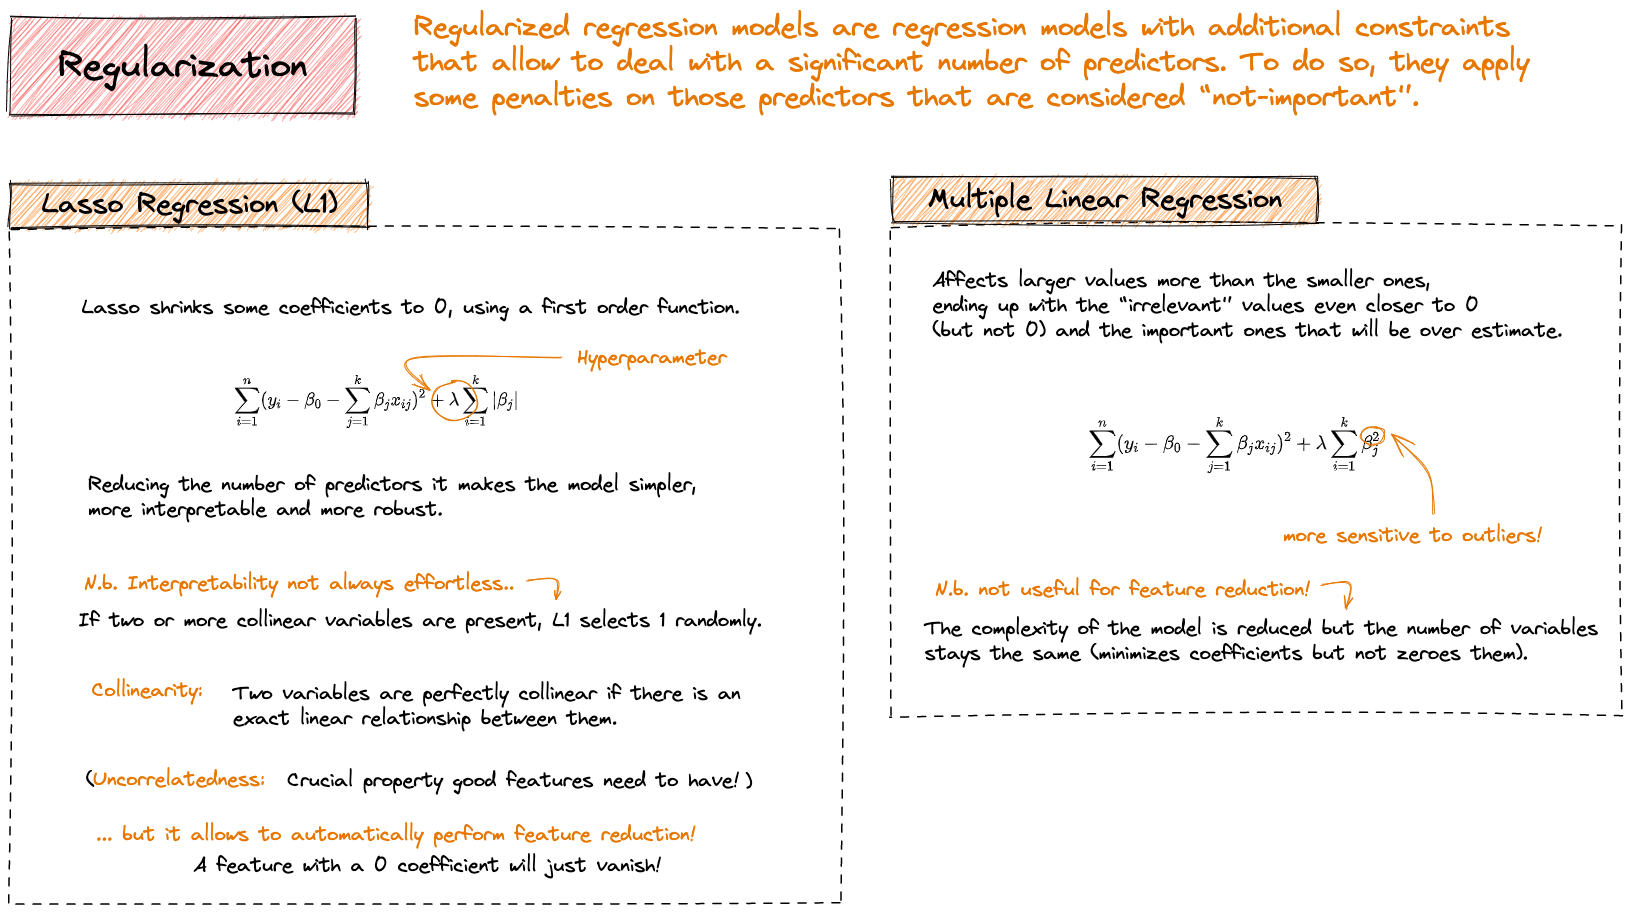 Regularization
Regularized regression models are regression models with additional constraints
that allow to deal with a significant number of predictors. To do so, they apply
some penalties on those predictors that are considered "not-important".
Lasso Regression (L1)
Lasso shrinks some coefficients to 0, using a first order function.
Hyperparameter
\sum_{i=1}^{n}(y_i - β_0 - \sum_{j=1}^{k} β_j x_{ij})^2 + λ \sum_{i=1}^{k} |β_j|
Reducing the number of predictors it makes the model simpler,
more interpretable and more robust.
N.b. Interpretability not always effortless..
If two or more collinear variables are present, L1 selects 1 randomly.
Collinearity: Two variables are perfectly collinear if there is an
exact linear relationship between them.
(Uncorrelatedness: Crucial property good features need to have!)
... but it allows to automatically perform feature reduction!
A feature with a 0 coefficient will just vanish!
Multiple Linear Regression
Affects larger values more than the smaller ones,
ending up with the "irrelevant" values even closer to 0
(but not 0) and the important ones that will be over estimate.
\sum_{i=1}^{n}(y_i - β_0 - \sum_{j=1}^{k} β_j x_{ij})^2 + λ \sum_{i=1}^{k} β_j^2
more sensitive to outliers!
N.b. not useful for feature reduction!
The complexity of the model is reduced but the number of variables
stays the same (minimizes coefficients but not zeroes them).